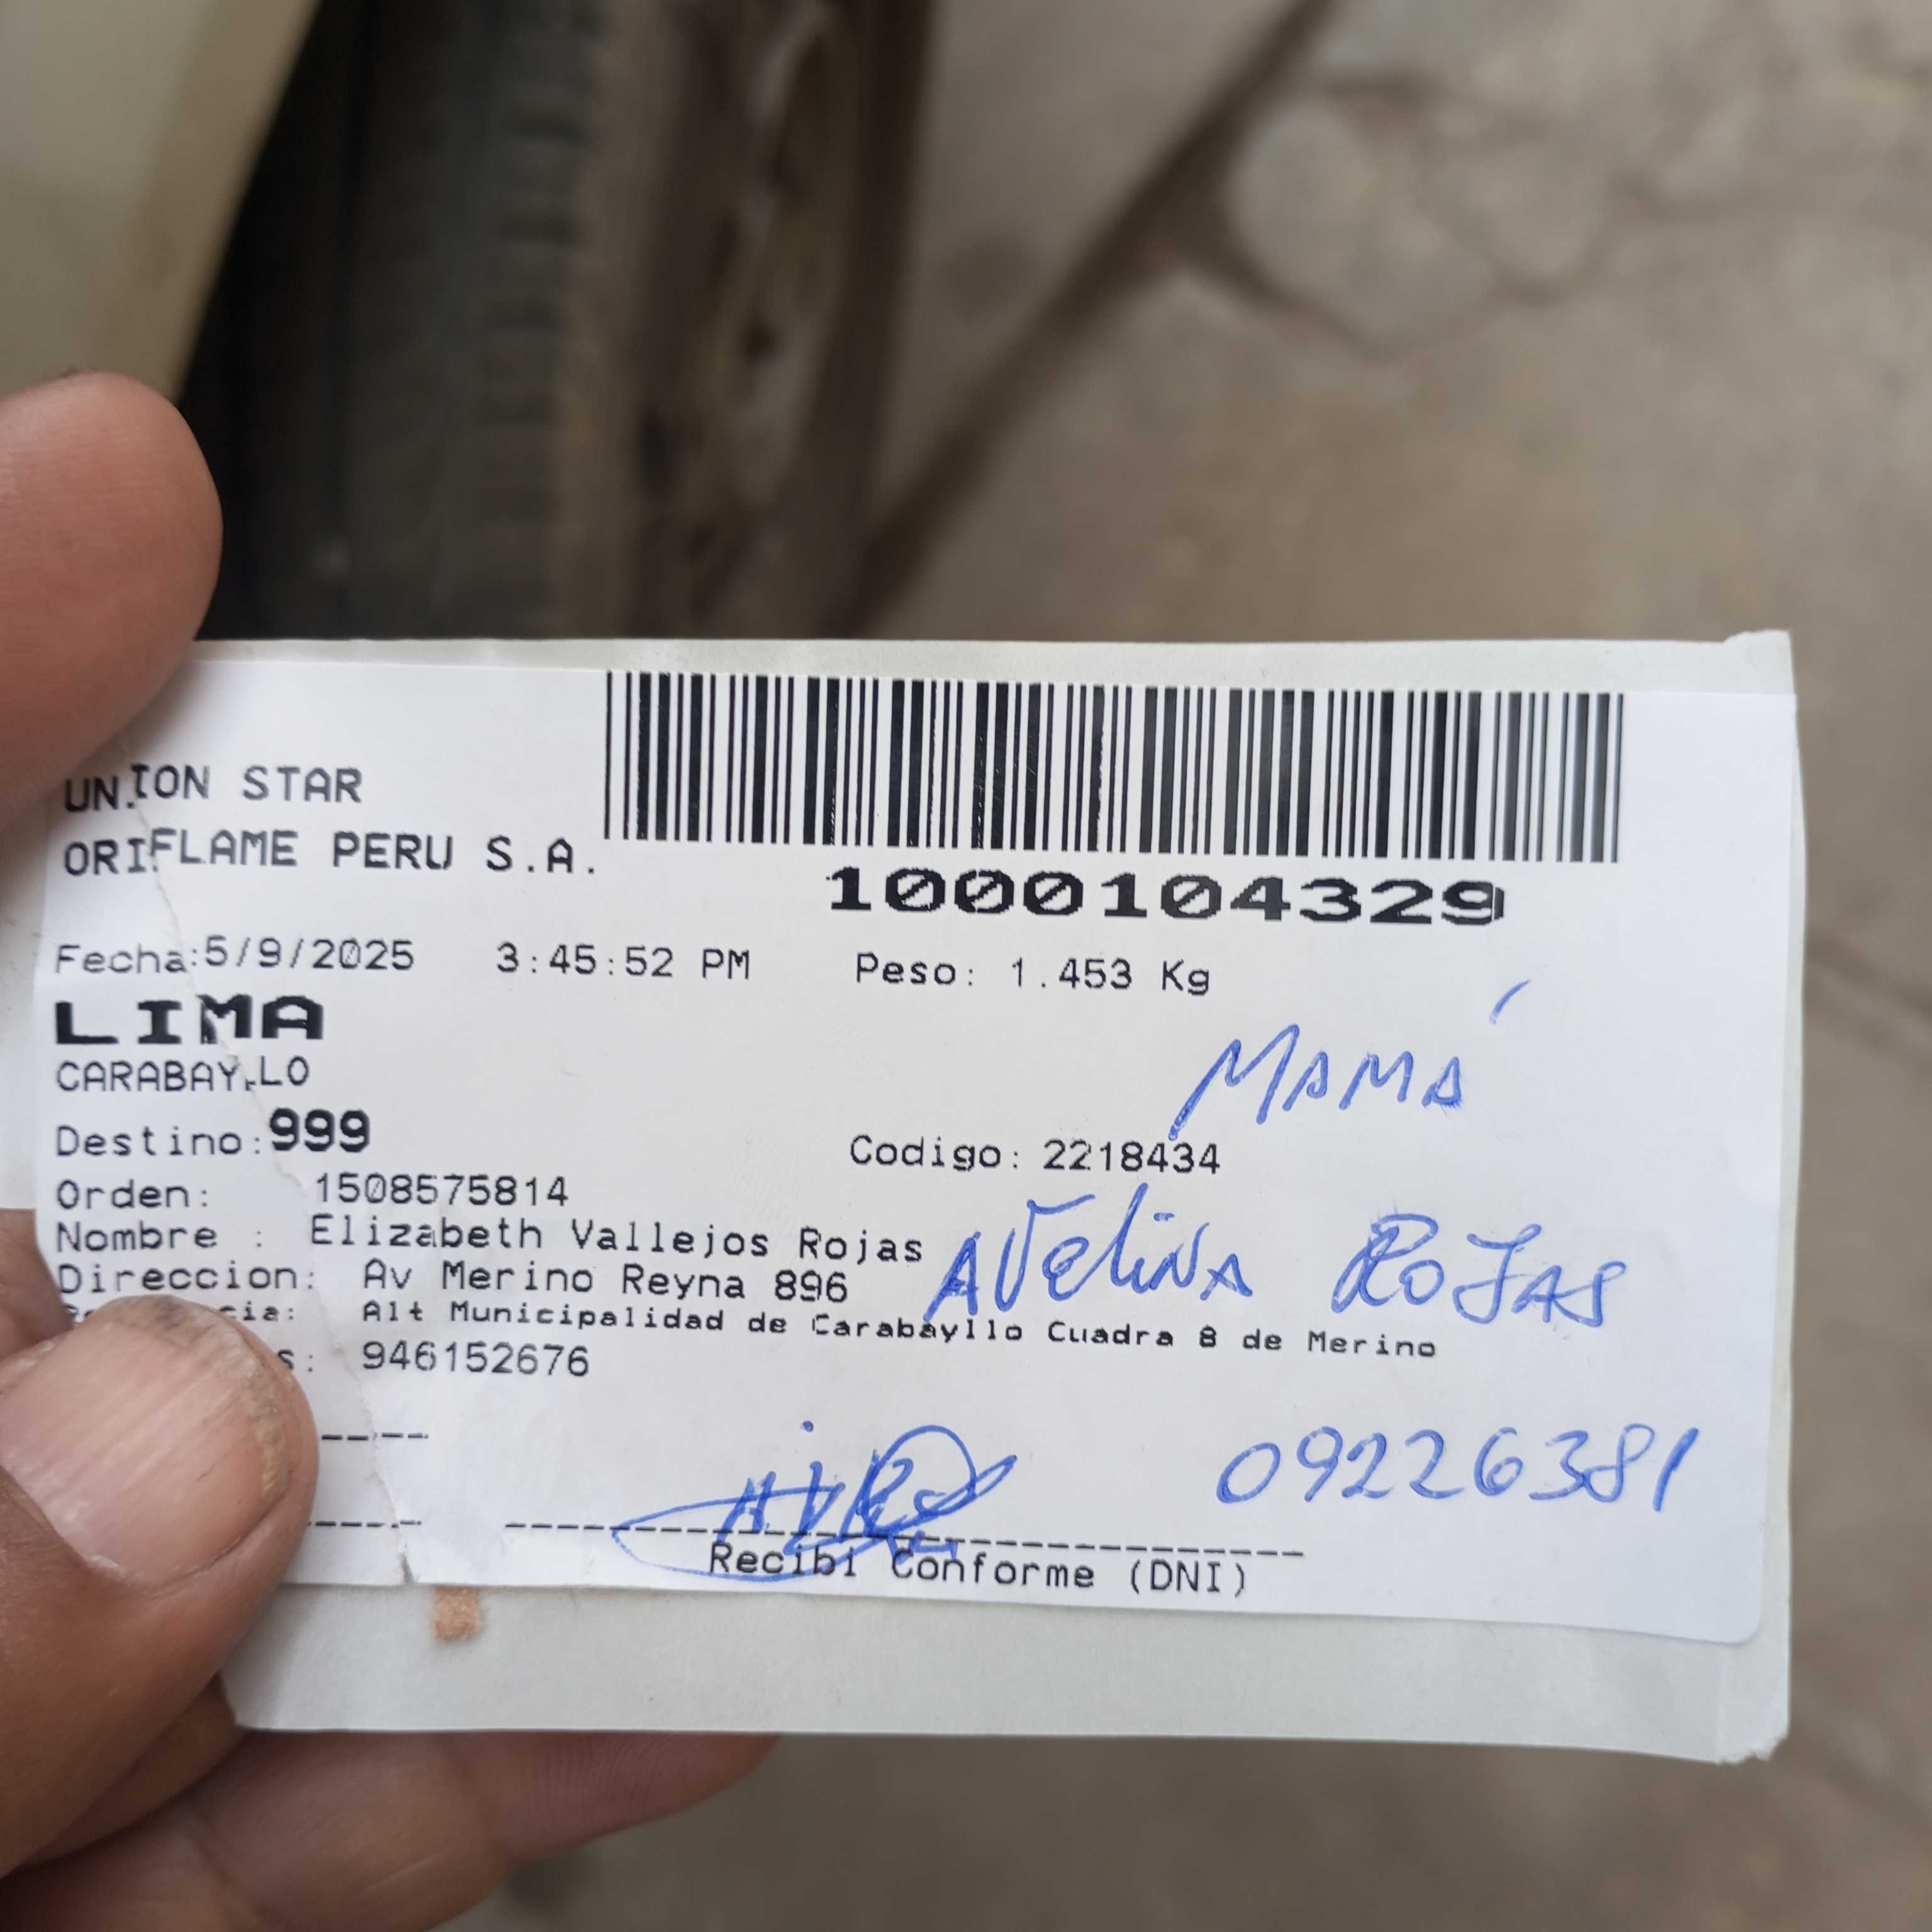 UNION STAR
ORIFLAME PERU S.A.
1000104329
Fecha:5/9/2025 3:45:52 PM Peso: 1.453 Kg
LIMA
CARABAYLLO
MAMÁ
Destino:999 Codigo: 2218434
Orden: 1508575814
Nombre : Elizabeth Vallejos Rojas
AVELINA ROJAS
Direccion: Av Merino Reyna 896
cia: Alt Municipalidad de Carabayllo Cuadra 8 de Merino
s: 946152676
09226381
Recibi Conforme (DNI)